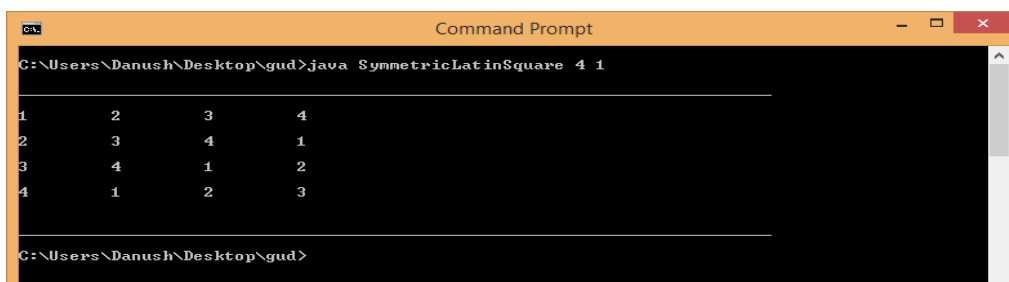 Command Prompt
C:\Users\Danush\Desktop\gud>java SymmetricLatinSquare 4 1
1 2 3 4
2 3 4 1
3 4 1 2
4 1 2 3
C:\Users\Danush\Desktop\gud>